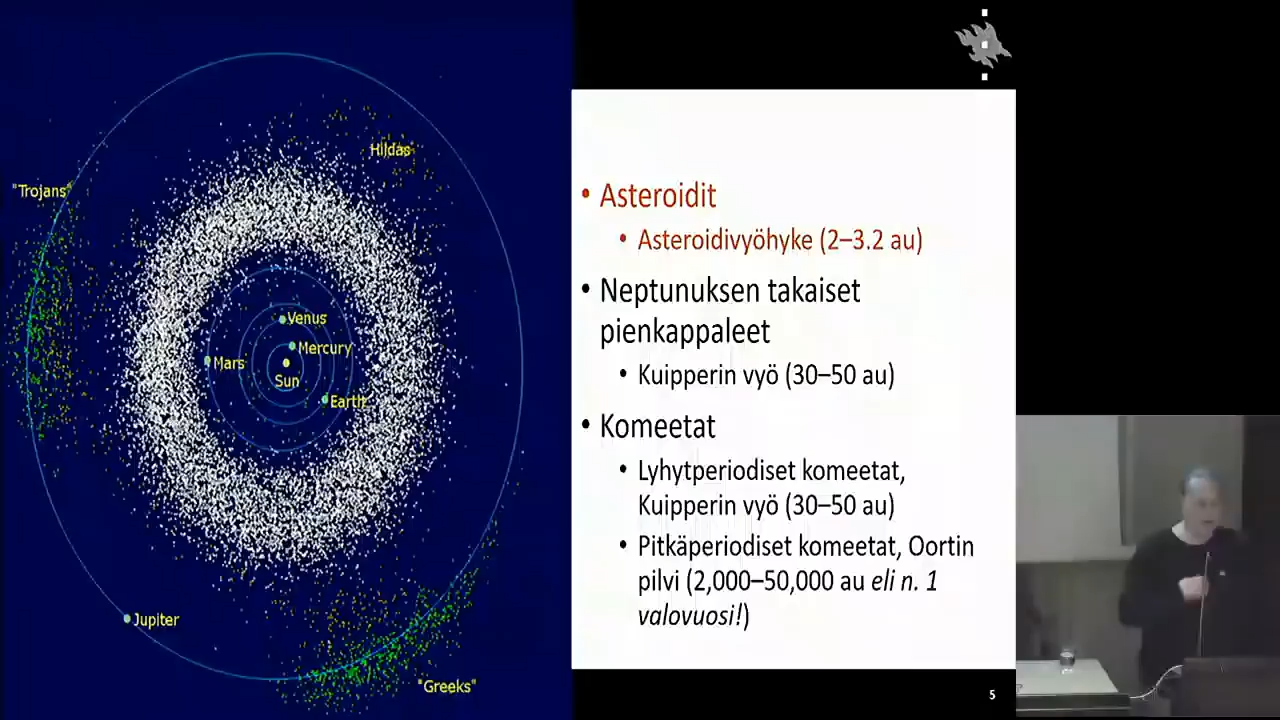 Hildas
"Trojans"
Venus
Mercury
Mars
Sun
Earth
Jupiter
"Greeks"
• Asteroidit
• Asteroidivyöhyke (2–3.2 au)
• Neptunuksen takaiset
pienkappaleet
• Kuipperin vyö (30–50 au)
• Komeetat
• Lyhytperiodiset komeetat,
Kuipperin vyö (30–50 au)
• Pitkäperiodiset komeetat, Oortin
pilvi (2,000–50,000 au eli n. 1
valovuosi!)
5